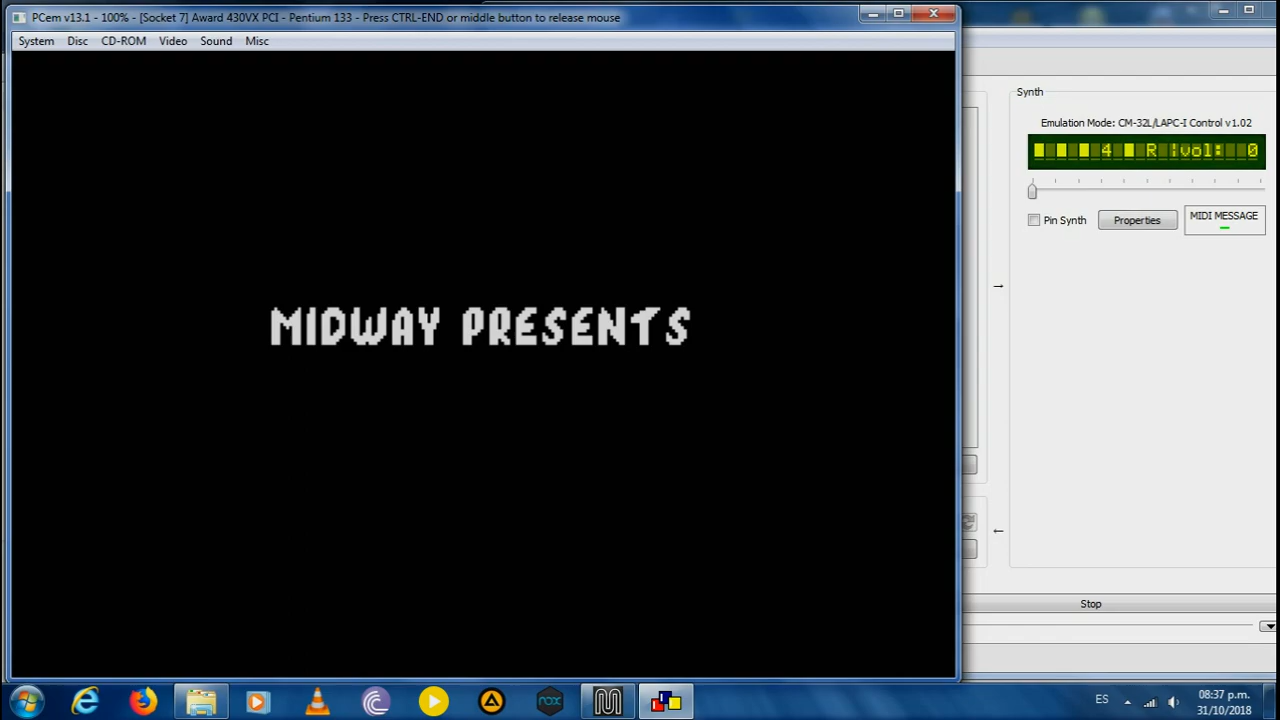 PCem v13.1 - 100% - [Socket 7] Award 430VX PCI - Pentium 133 - Press CTRL-END or middle button to release mouse
System Disc CD-ROM Video Sound Misc
MIDWAY PRESENTS
Synth
Emulation Mode: CM-32L/LAPC-I Control v1.02
4 R |vol: 0
Pin Synth
Properties
MIDI MESSAGE
Stop
nox
ES
08:37 p.m.
31/10/2018